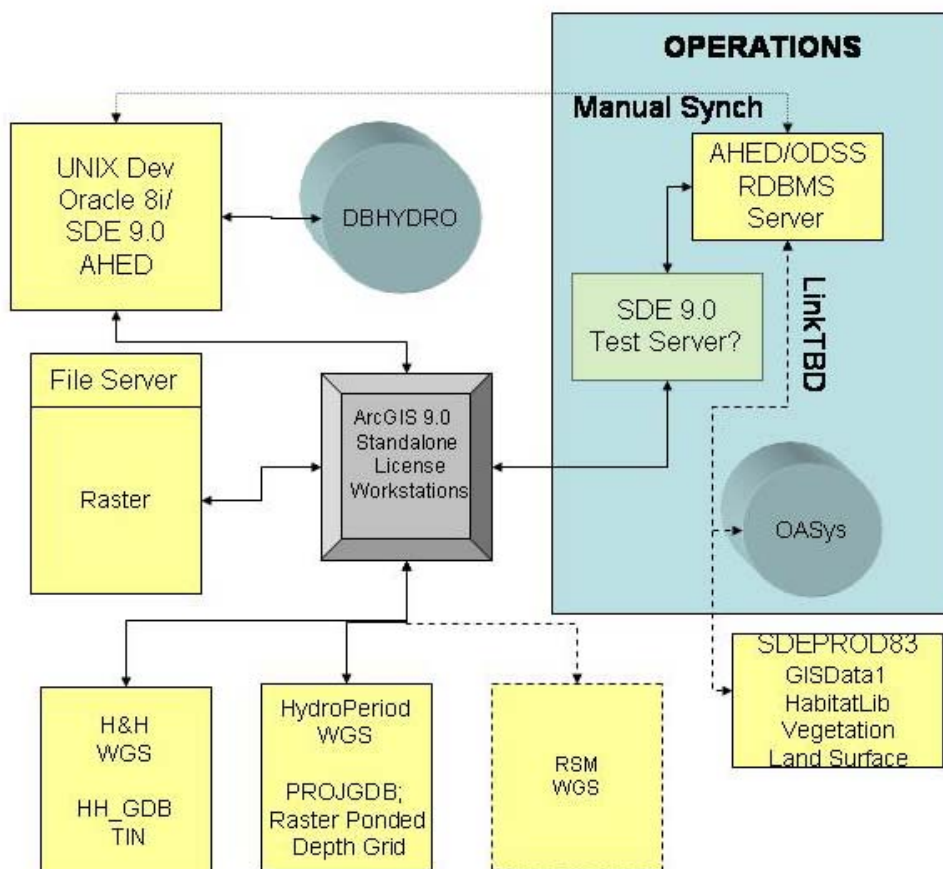 OPERATIONS
Manual Synch
UNIX Dev
Oracle 8i/
SDE 9.0
AHED
DBHYDRO
AHED/ODSS
RDBMS
Server
SDE 9.0
Test Server?
LinkTBD
File Server
Raster
ArcGIS 9.0
Standalone
License
Workstations
OASys
H&H
WGS
HH_GDB
TIN
HydroPeriod
WGS
PROJGDB;
Raster Ponded
Depth Grid
RSM
WGS
SDEPROD83
GISData1
HabitatLib
Vegetation
Land Surface